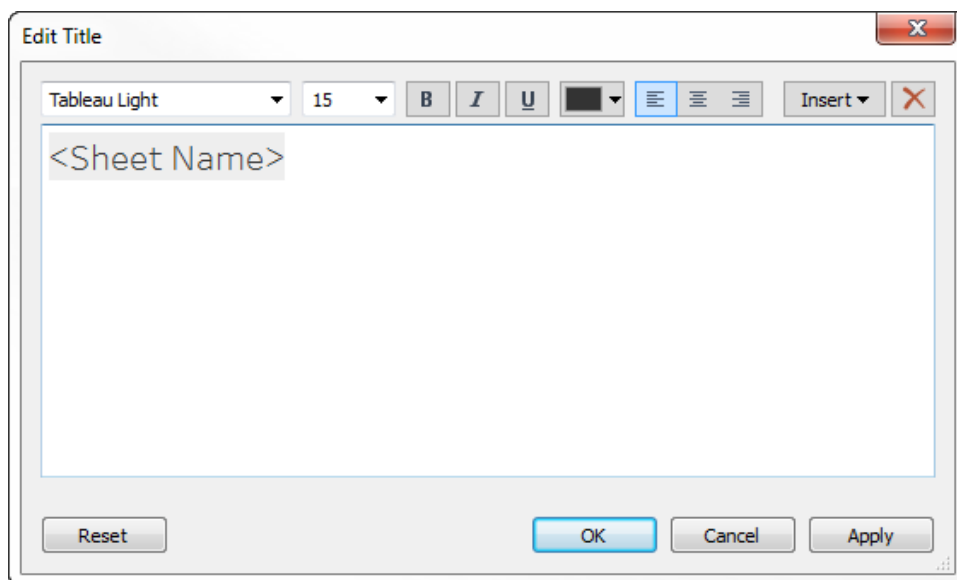 Edit Title
Tableau Light 15 B I U Insert
<Sheet Name>
Reset OK Cancel Apply